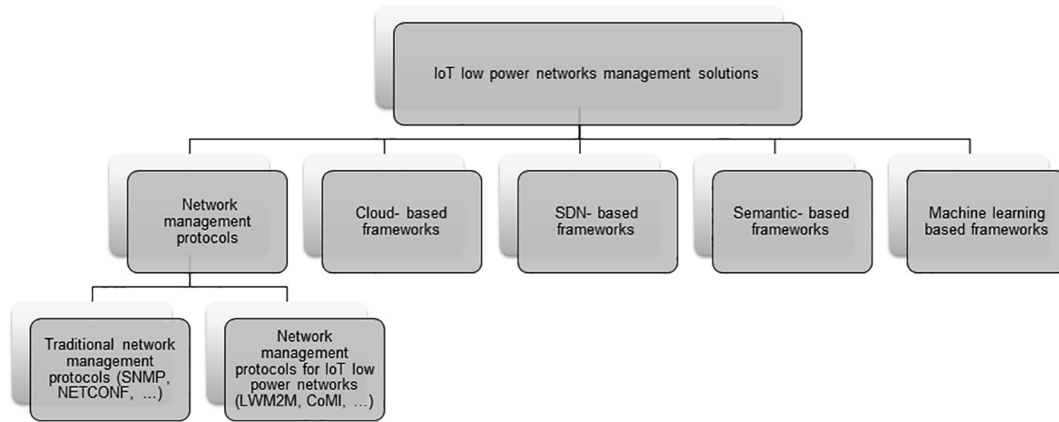 IoT low power networks management solutions
Network
management
protocols
Cloud- based
frameworks
SDN- based
frameworks
Semantic- based
frameworks
Machine learning
based frameworks
Traditional network
management
protocols (SNMP,
NETCONF, ...)
Network
management
protocols for IoT low
power networks
(LWM2M, CoMI, ...)